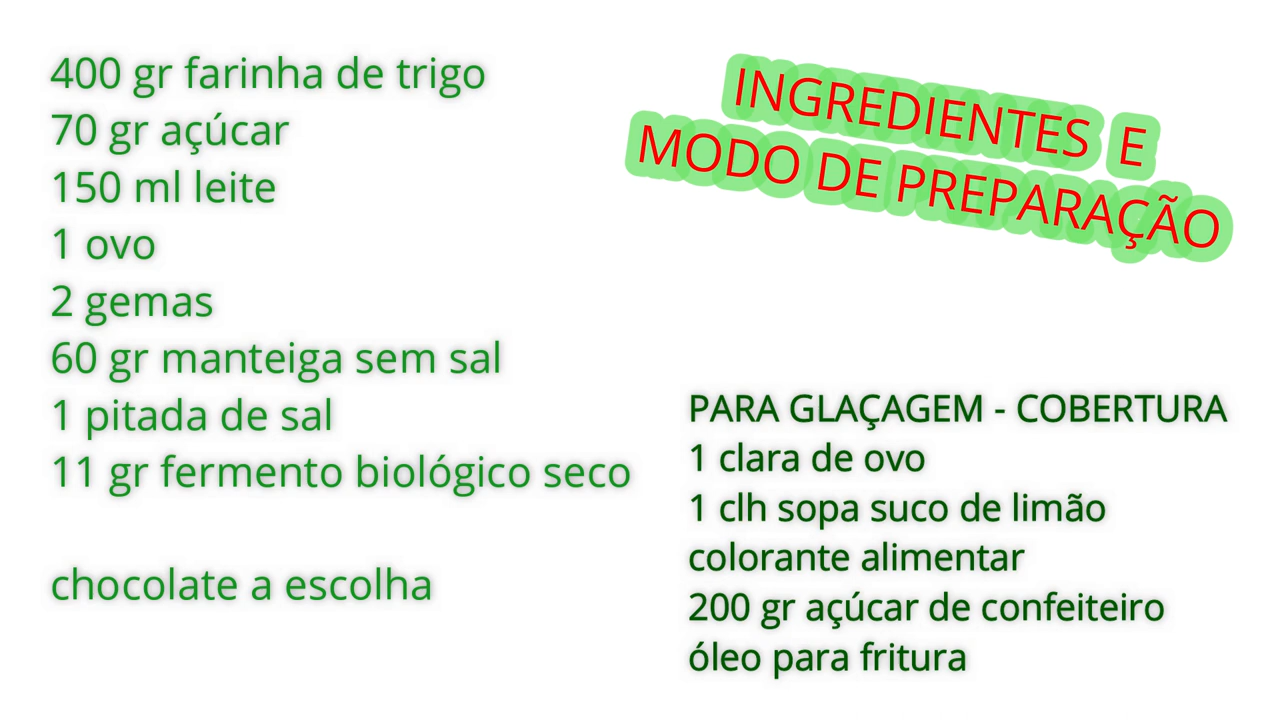 400 gr farinha de trigo
70 gr açúcar
150 ml leite
1 ovo
2 gemas
60 gr manteiga sem sal
1 pitada de sal
11 gr fermento biológico seco
chocolate a escolha
INGREDIENTES E
MODO DE PREPARAÇÃO
PARA GLAÇAGEM - COBERTURA
1 clara de ovo
1 clh sopa suco de limão
colorante alimentar
200 gr açúcar de confeiteiro
óleo para fritura